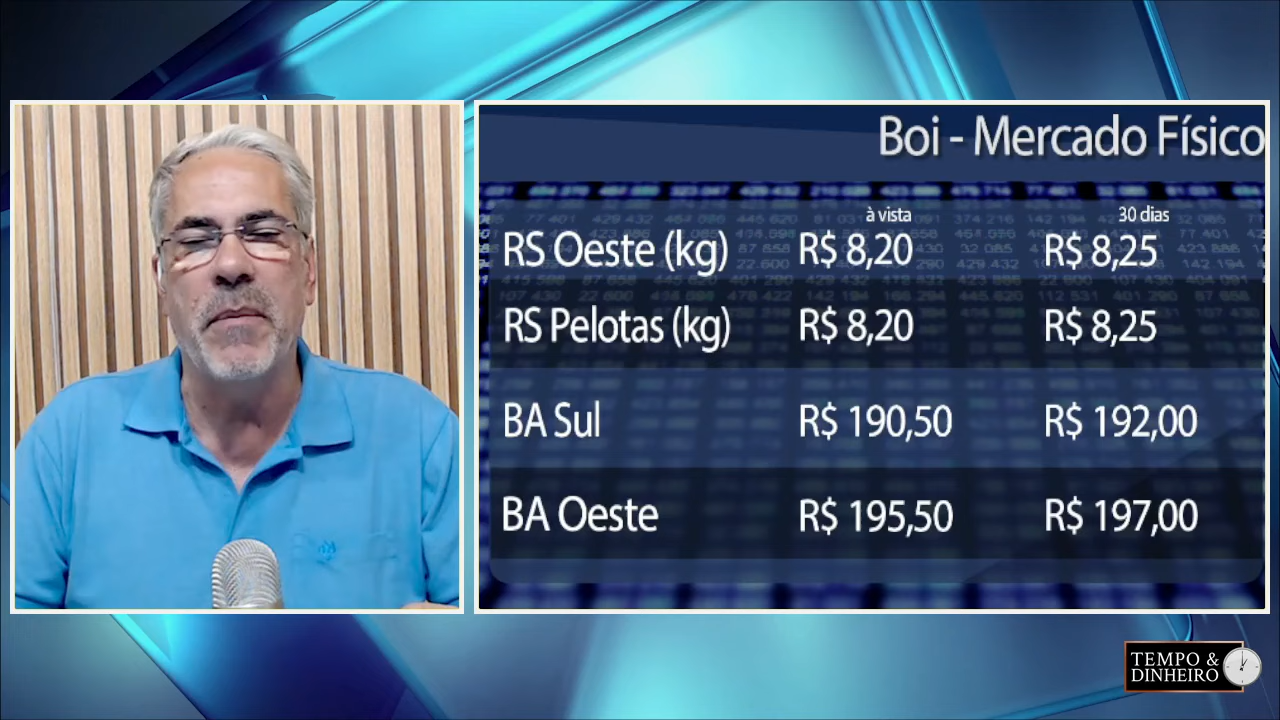 Boi - Mercado Físico
à vista 30 dias
RS Oeste (kg) R$ 8,20 R$ 8,25
RS Pelotas (kg) R$ 8,20 R$ 8,25
BA Sul R$ 190,50 R$ 192,00
BA Oeste R$ 195,50 R$ 197,00
TEMPO &
DINHEIRO